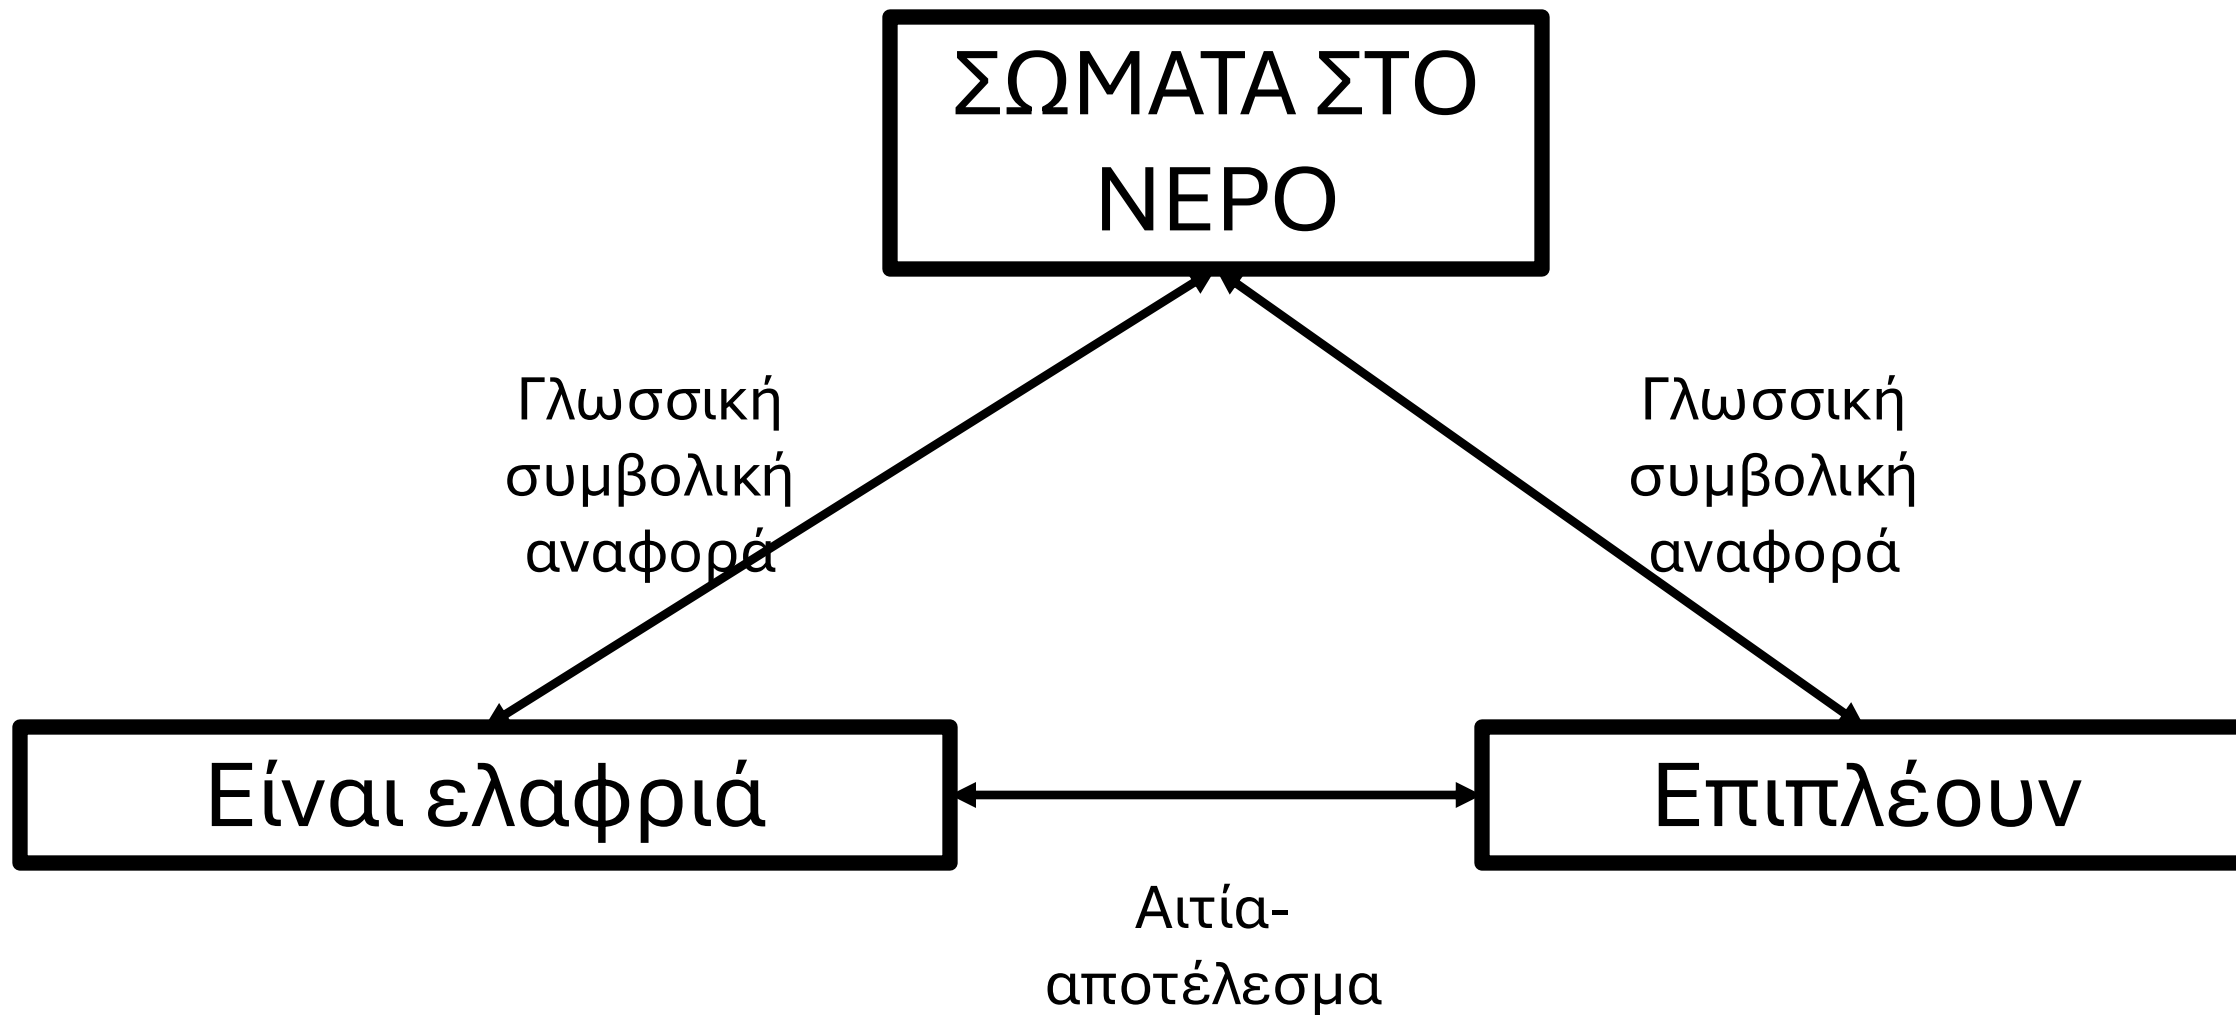 ΣΩΜΑΤΑ ΣΤΟ
ΝΕΡΟ
Γλωσσική
συμβολική
αναφορά
Γλωσσική
συμβολική
αναφορά
Είναι ελαφριά
Επιπλέουν
Αιτία-
αποτέλεσμα